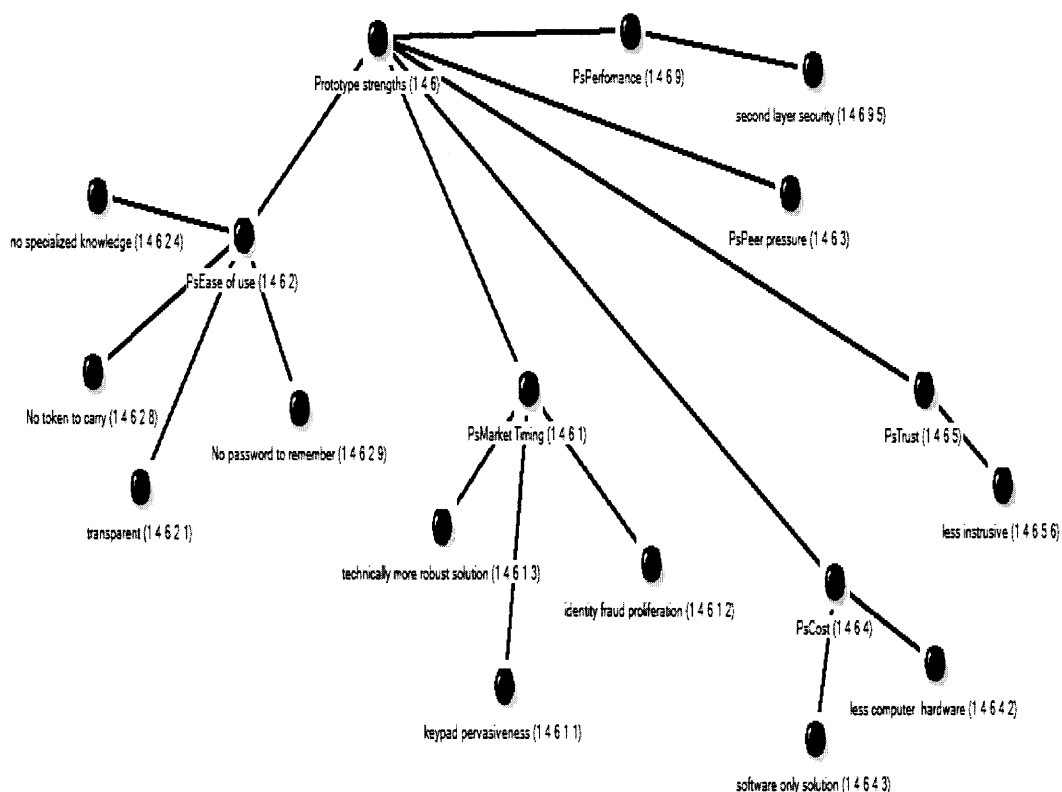 Prototype strengths (1 4 6)
PsPerfomance (1 4 6 9)
second layer security (1 4 6 9 5)
no specialized knowledge (1 4 6 2 4)
PsPeer pressure (1 4 6 3)
PsEase of use (1 4 6 2)
No token to carry (1 4 6 2 8)
No password to remember (1 4 6 2 9)
PsMarket Timing (1 4 6 1)
PsTrust (1 4 6 5)
transparent (1 4 6 2 1)
less instrusive (1 4 6 5 6)
technically more robust solution (1 4 6 1 3)
identity fraud proliferation (1 4 6 1 2)
PsCost (1 4 6 4)
less computer hardware (1 4 6 4 2)
keypad pervasiveness (1 4 6 1 1)
software only solution (1 4 6 4 3)